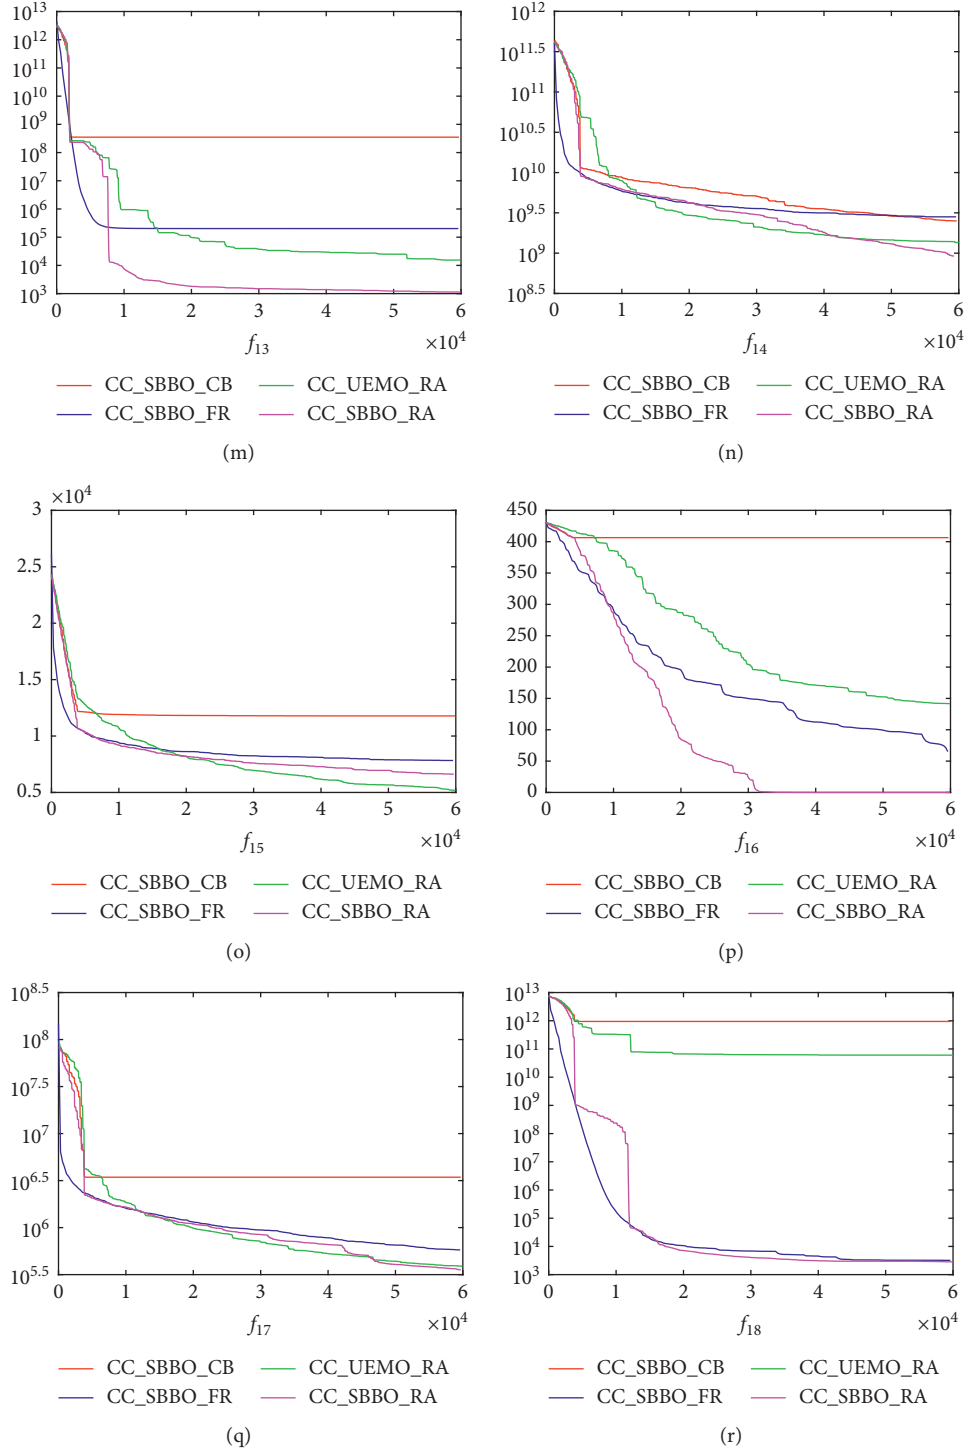 10^13
10^12
10^11
10^10
10^9
10^8
10^7
10^6
10^5
10^4
10^3
0 1 2 3 4 5 6
f13 ×10^4
CC_SBBO_CB CC_UEMO_RA
CC_SBBO_FR CC_SBBO_RA
(m)
10^12
10^11.5
10^11
10^10.5
10^10
10^9.5
10^9
10^8.5
0 1 2 3 4 5 6
f14 ×10^4
CC_SBBO_CB CC_UEMO_RA
CC_SBBO_FR CC_SBBO_RA
(n)
×10^4
3
2.5
2
1.5
1
0.5
0 1 2 3 4 5 6
f15 ×10^4
CC_SBBO_CB CC_UEMO_RA
CC_SBBO_FR CC_SBBO_RA
(o)
450
400
350
300
250
200
150
100
50
0
0 1 2 3 4 5 6
f16 ×10^4
CC_SBBO_CB CC_UEMO_RA
CC_SBBO_FR CC_SBBO_RA
(p)
10^8.5
10^8
10^7.5
10^7
10^6.5
10^6
10^5.5
0 1 2 3 4 5 6
f17 ×10^4
CC_SBBO_CB CC_UEMO_RA
CC_SBBO_FR CC_SBBO_RA
(q)
10^13
10^12
10^11
10^10
10^9
10^8
10^7
10^6
10^5
10^4
10^3
0 1 2 3 4 5 6
f18 ×10^4
CC_SBBO_CB CC_UEMO_RA
CC_SBBO_FR CC_SBBO_RA
(r)